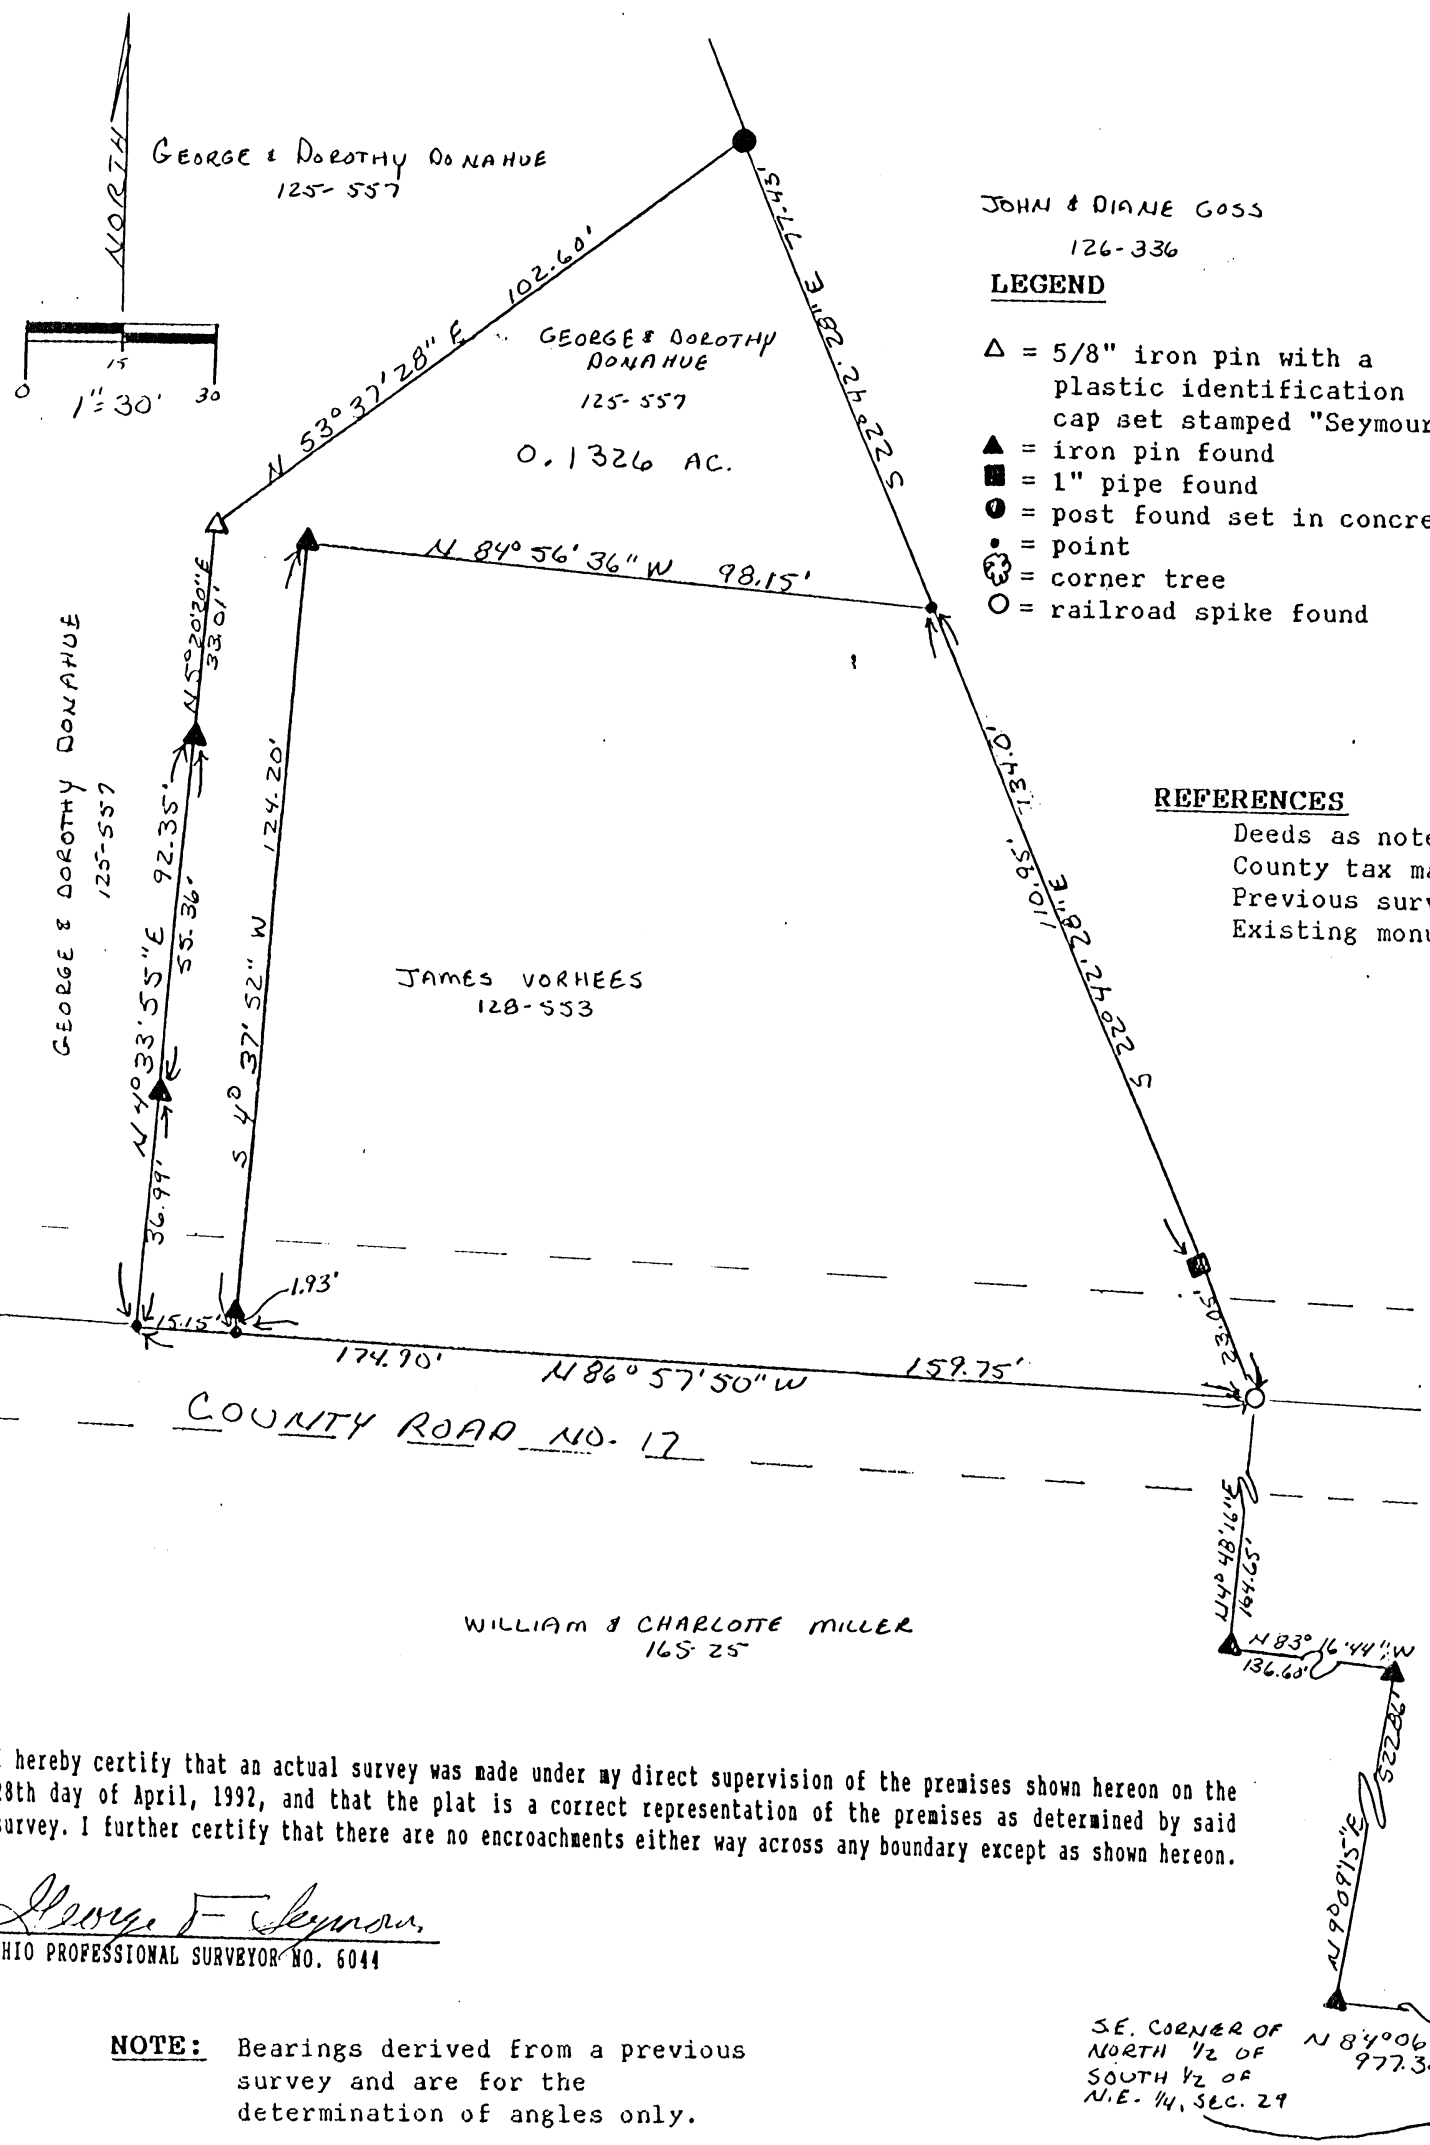 NORTH
GEORGE & DOROTHY DONAHUE
125-557
JOHN & DIANE GOSS
126-336
0 15 30
1"=30'
LEGEND
= 5/8" iron pin with a
plastic identification
cap set stamped "Seymour
= iron pin found
= 1" pipe found
= post found set in concre
= point
= corner tree
= railroad spike found
N 53° 37' 28" E 102.60'
S 22° 42' 28" E 77.43'
GEORGE & DOROTHY
DONAHUE
125-557
0.1326 AC.
N 84° 56' 36" W 98.15'
N 5° 20' 20" E
33.01'
GEORGE & DOROTHY DONAHUE
125-557
N 4° 33' 55" E 92.35'
55.36'
36.99'
S 4° 37' 52" W 124.20'
134.0'
110.95'
S 22° 42' 28" E
23.05'
JAMES VORHEES
128-553
REFERENCES
Deeds as note
County tax ma
Previous surv
Existing monu
1.93'
15.15'
174.90' N 86° 57' 50" W 159.75'
COUNTY ROAD NO. 17
N 4° 48' 16" E
164.65'
WILLIAM & CHARLOTTE MILLER
165-25
N 83° 16' 44" W
136.60'
522.86'
N 9° 09' 15" E
hereby certify that an actual survey was made under my direct supervision of the premises shown hereon on the
28th day of April, 1992, and that the plat is a correct representation of the premises as determined by said
survey. I further certify that there are no encroachments either way across any boundary except as shown hereon.
George F Seymour
HIO PROFESSIONAL SURVEYOR NO. 6044
NOTE: Bearings derived from a previous
survey and are for the
determination of angles only.
S.E. CORNER OF
NORTH 1/2 OF
SOUTH 1/2 OF
N.E. 1/4, SEC. 29
N 84° 06
977.3